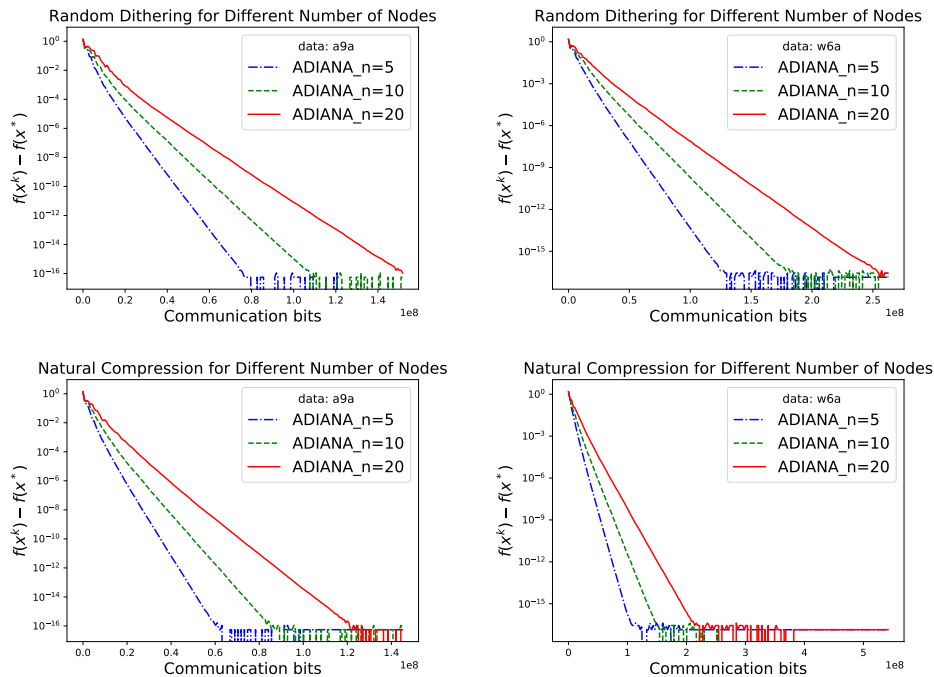 Random Dithering for Different Number of Nodes
10^0
10^-2
10^-4
10^-6
10^-8
10^-10
10^-12
10^-14
10^-16
f(x^k) − f(x^*)
data: a9a
ADIANA_n=5
ADIANA_n=10
ADIANA_n=20
0.0 0.2 0.4 0.6 0.8 1.0 1.2 1.4
1e8
Communication bits
Random Dithering for Different Number of Nodes
10^0
10^-3
10^-6
10^-9
10^-12
10^-15
f(x^k) − f(x^*)
data: w6a
ADIANA_n=5
ADIANA_n=10
ADIANA_n=20
0.0 0.5 1.0 1.5 2.0 2.5
1e8
Communication bits
Natural Compression for Different Number of Nodes
10^0
10^-2
10^-4
10^-6
10^-8
10^-10
10^-12
10^-14
10^-16
f(x^k) − f(x^*)
data: a9a
ADIANA_n=5
ADIANA_n=10
ADIANA_n=20
0.0 0.2 0.4 0.6 0.8 1.0 1.2 1.4
1e8
Communication bits
Natural Compression for Different Number of Nodes
10^0
10^-3
10^-6
10^-9
10^-12
10^-15
f(x^k) − f(x^*)
data: w6a
ADIANA_n=5
ADIANA_n=10
ADIANA_n=20
0 1 2 3 4 5
1e8
Communication bits